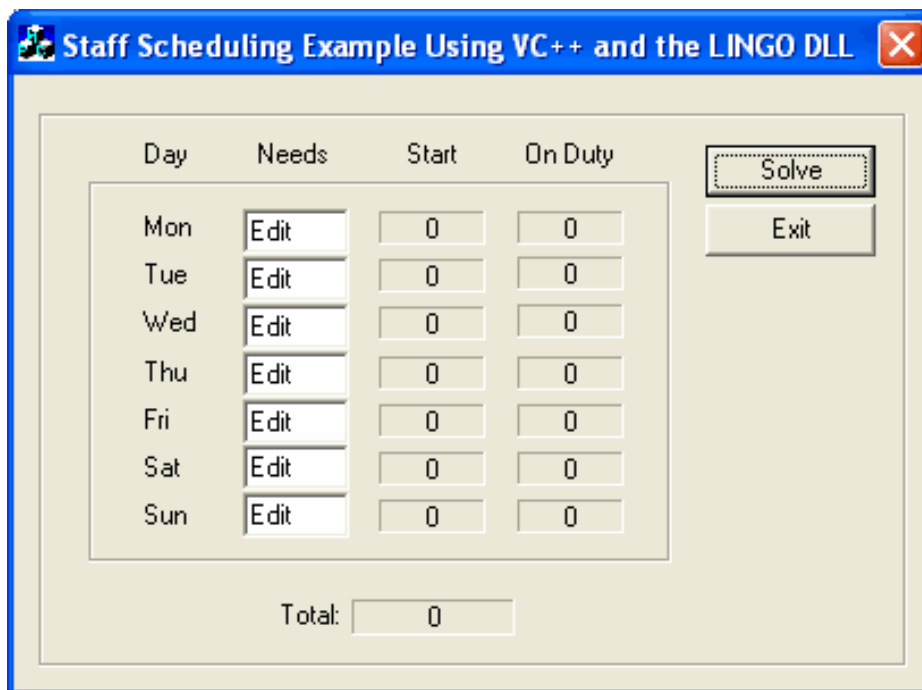 Staff Scheduling Example Using VC++ and the LINGO DLL
Day Needs Start On Duty
Solve
Mon Edit 0 0
Exit
Tue Edit 0 0
Wed Edit 0 0
Thu Edit 0 0
Fri Edit 0 0
Sat Edit 0 0
Sun Edit 0 0
Total: 0